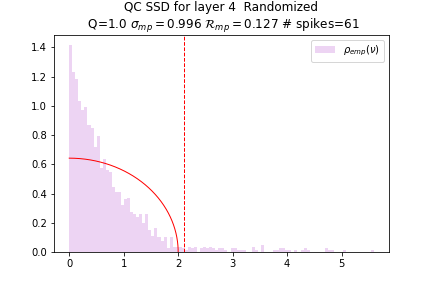 QC SSD for layer 4 Randomized
Q=1.0 σmp = 0.996 Rmp = 0.127 # spikes=61
ρemp(ν)
1.4
1.2
1.0
0.8
0.6
0.4
0.2
0.0
0 1 2 3 4 5